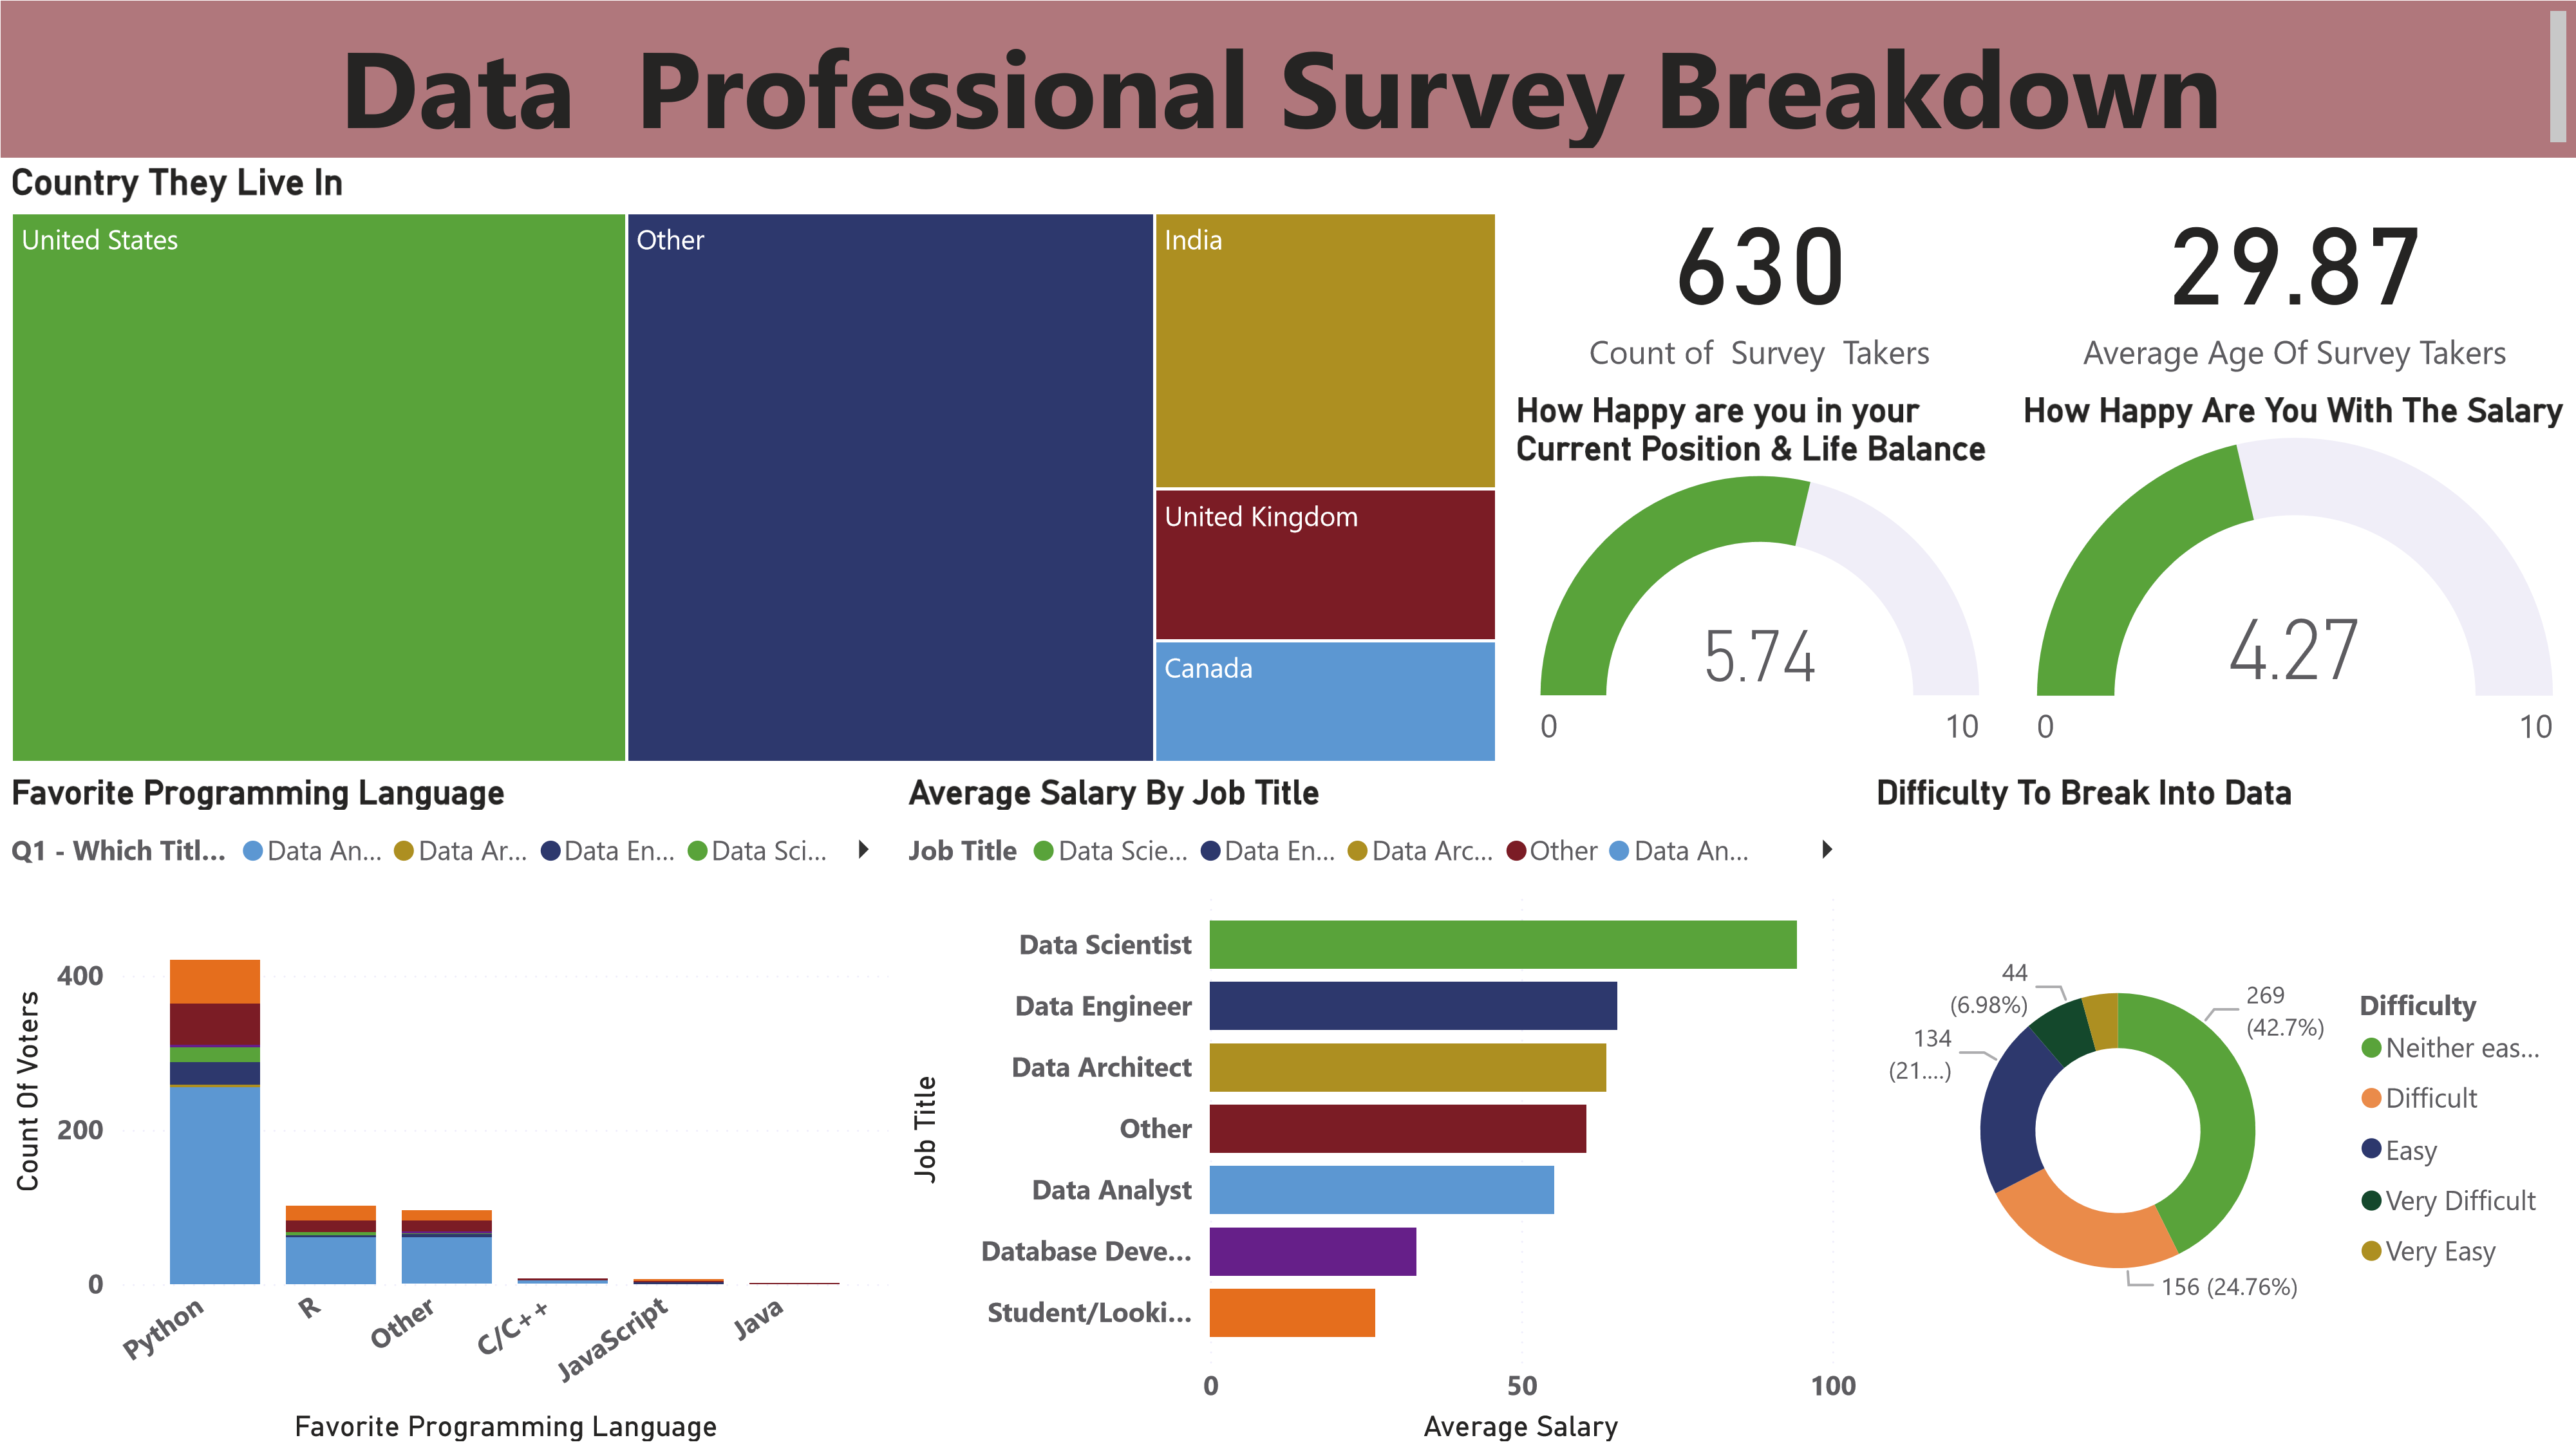 Data  Professional Survey Breakdown
Country They Live In
United States
Other
India
United Kingdom
Canada
630
Count of  Survey  Takers
29.87
Average Age Of Survey Takers
How Happy are you in your
Current Position & Life Balance
5.74
0
10
How Happy Are You With The Salary
4.27
0
10
Favorite Programming Language
Q1 - Which Titl... Data An... Data Ar... Data En... Data Sci...
Count Of Voters
400
200
0
Python
R
Other
C/C++
JavaScript
Java
Favorite Programming Language
Average Salary By Job Title
Job Title Data Scie... Data En... Data Arc... Other Data An...
Job Title
Data Scientist
Data Engineer
Data Architect
Other
Data Analyst
Database Deve...
Student/Looki...
0
50
100
Average Salary
Difficulty To Break Into Data
44
(6.98%)
134
(21....)
269
(42.7%)
156 (24.76%)
Difficulty
Neither eas...
Difficult
Easy
Very Difficult
Very Easy